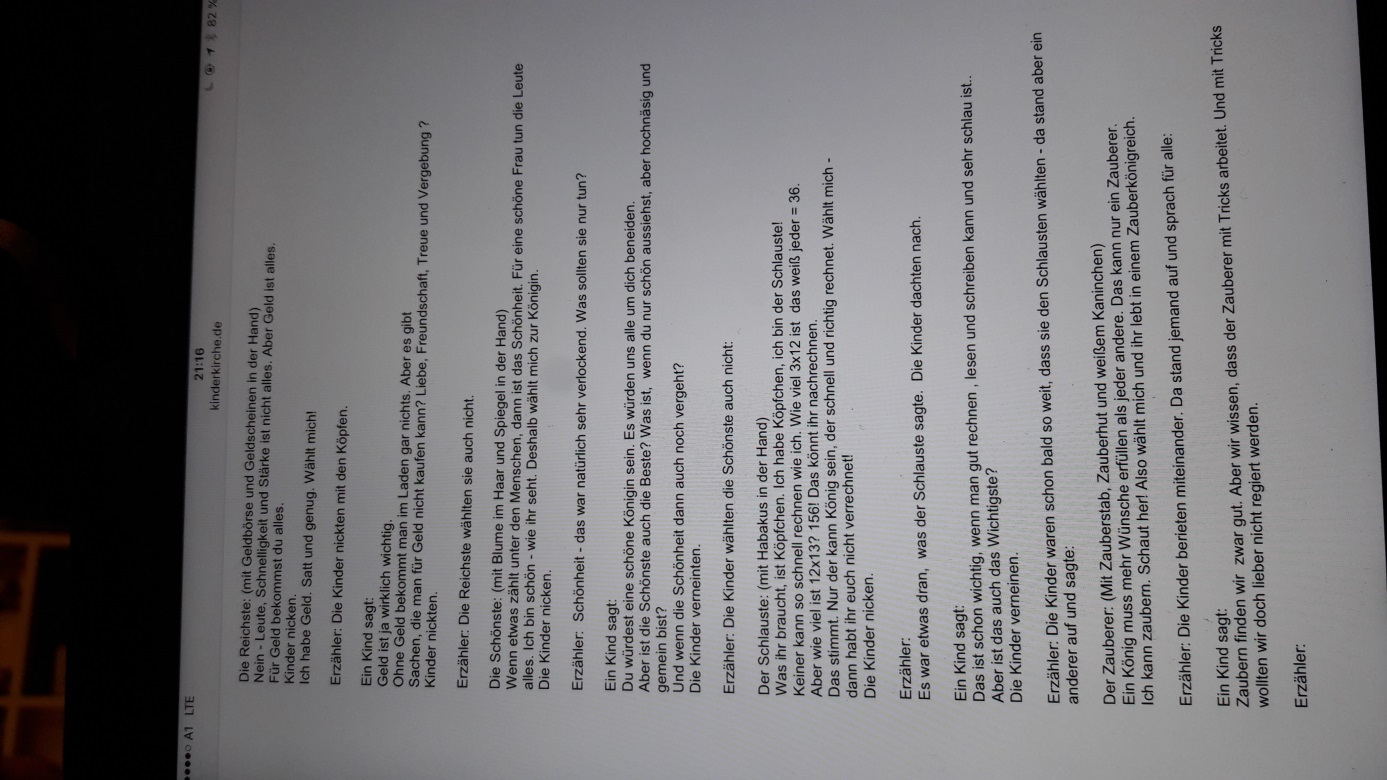 ●●●●○ A1 LTE 21:16 82 %
kinderkirche.de
Die Reichste: (mit Geldbörse und Geldscheinen in der Hand)
Nein - Leute, Schnelligkeit und Stärke ist nicht alles. Aber Geld ist alles.
Für Geld bekommst du alles.
Kinder nicken.
Ich habe Geld. Satt und genug. Wählt mich!
Erzähler: Die Kinder nickten mit den Köpfen.
Ein Kind sagt:
Geld ist ja wirklich wichtig.
Ohne Geld bekommt man im Laden gar nichts. Aber es gibt
Sachen, die man für Geld nicht kaufen kann? Liebe, Freundschaft, Treue und Vergebung ?
Kinder nickten.
Erzähler: Die Reichste wählten sie auch nicht.
Die Schönste: (mit Blume im Haar und Spiegel in der Hand)
Wenn etwas zählt unter den Menschen, dann ist das Schönheit. Für eine schöne Frau tun die Leute
alles. Ich bin schön - wie ihr seht. Deshalb wählt mich zur Königin.
Die Kinder nicken.
Erzähler: Schönheit - das war natürlich sehr verlockend. Was sollten sie nur tun?
Ein Kind sagt:
Du würdest eine schöne Königin sein. Es würden uns alle um dich beneiden.
Aber ist die Schönste auch die Beste? Was ist, wenn du nur schön aussiehst, aber hochnäsig und
gemein bist?
Und wenn die Schönheit dann auch noch vergeht?
Die Kinder verneinten.
Erzähler: Die Kinder wählten die Schönste auch nicht:
Der Schlauste: (mit Habakus in der Hand)
Was ihr braucht, ist Köpfchen. Ich habe Köpfchen, ich bin der Schlauste!
Keiner kann so schnell rechnen wie ich. Wie viel 3x12 ist das weiß jeder = 36.
Aber wie viel ist 12x13? 156! Das könnt ihr nachrechnen.
Das stimmt. Nur der kann König sein, der schnell und richtig rechnet. Wählt mich -
dann habt ihr euch nicht verrechnet!
Die Kinder nicken.
Erzähler:
Es war etwas dran, was der Schlauste sagte. Die Kinder dachten nach.
Ein Kind sagt:
Das ist schon wichtig, wenn man gut rechnen , lesen und schreiben kann und sehr schlau ist..
Aber ist das auch das Wichtigste?
Die Kinder verneinen.
Erzähler: Die Kinder waren schon bald so weit, dass sie den Schlausten wählten - da stand aber ein
anderer auf und sagte:
Der Zauberer: (Mit Zauberstab, Zauberhut und weißem Kaninchen)
Ein König muss mehr Wünsche erfüllen als jeder andere. Das kann nur ein Zauberer.
Ich kann zaubern. Schaut her! Also wählt mich und ihr lebt in einem Zauberkönigreich.
Erzähler: Die Kinder berieten miteinander. Da stand jemand auf und sprach für alle:
Ein Kind sagt:
Zaubern finden wir zwar gut. Aber wir wissen, dass der Zauberer mit Tricks arbeitet. Und mit Tricks
wollten wir doch lieber nicht regiert werden.
Erzähler: